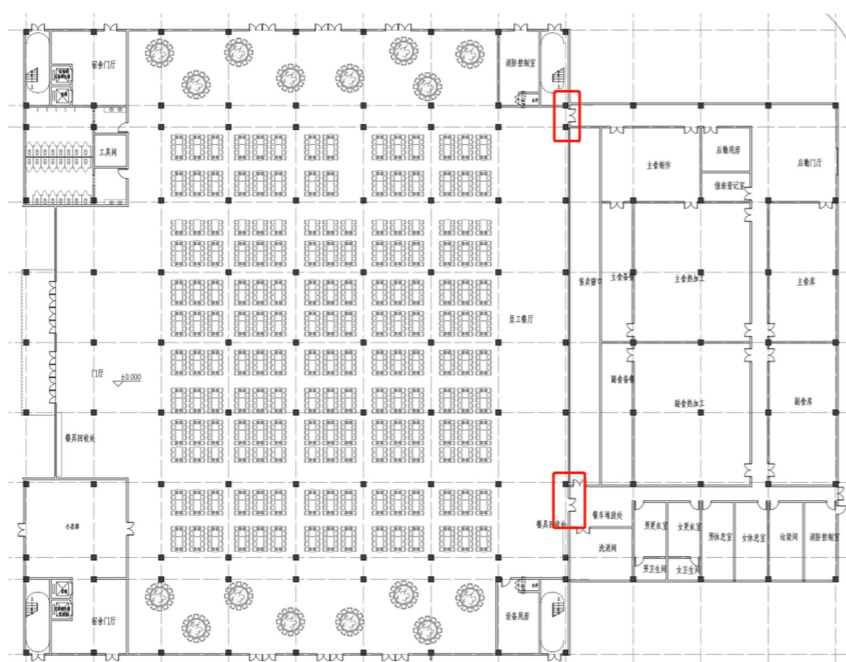 宿舍门厅
消防控制室
工具间
主食制作
后勤用房
后勤门厅
信息登记室
售卖窗口
主食备餐
主食热加工
主食库
员工餐厅
门厅
±0.000
副食备餐
副食热加工
副食库
餐具回收处
小卖部
餐具回收处
餐车堆放处
洗消间
男更衣室
女更衣室
男休息室
女休息室
垃圾间
消防控制室
男卫生间
女卫生间
宿舍门厅
设备用房